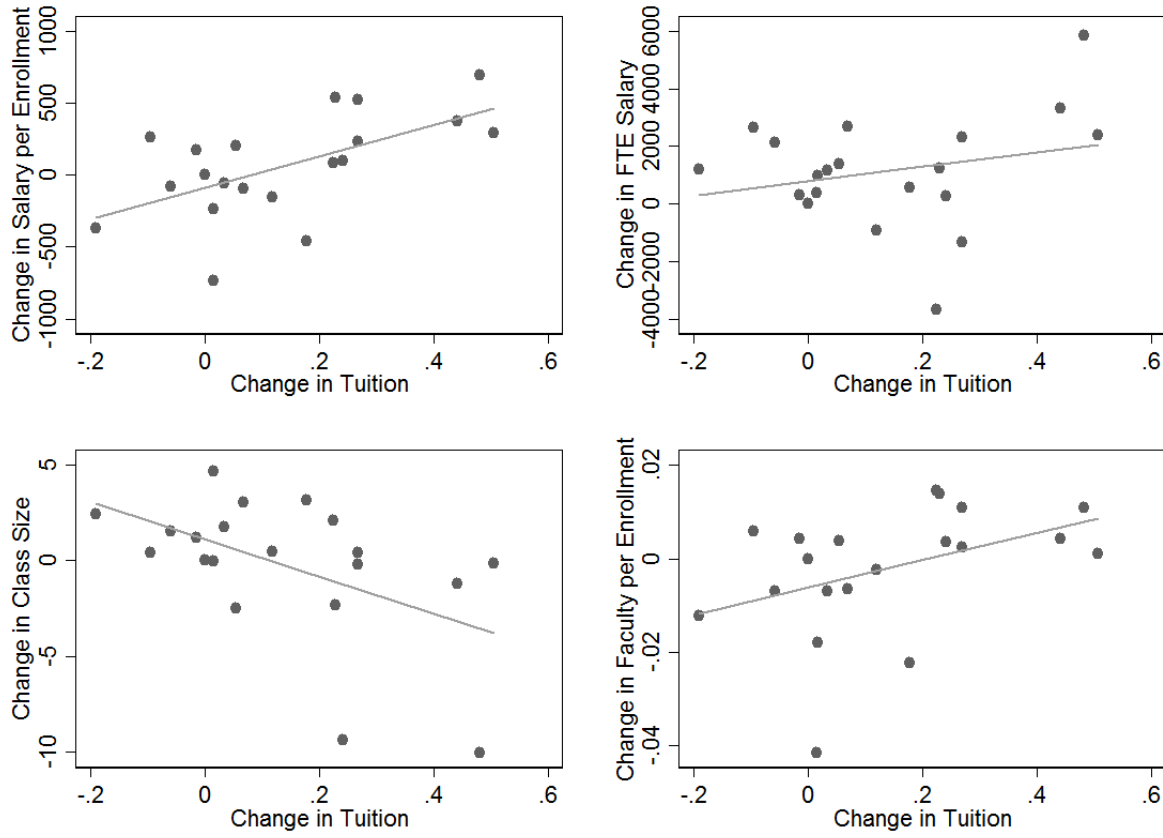 Change in Salary per Enrollment
1000
500
0
-500
-1000
-.2 0 .2 .4 .6
Change in Tuition
Change in FTE Salary
6000
4000
2000
0
-2000
-4000
-.2 0 .2 .4 .6
Change in Tuition
Change in Class Size
5
0
-5
-10
-.2 0 .2 .4 .6
Change in Tuition
Change in Faculty per Enrollment
.02
0
-.02
-.04
-.2 0 .2 .4 .6
Change in Tuition